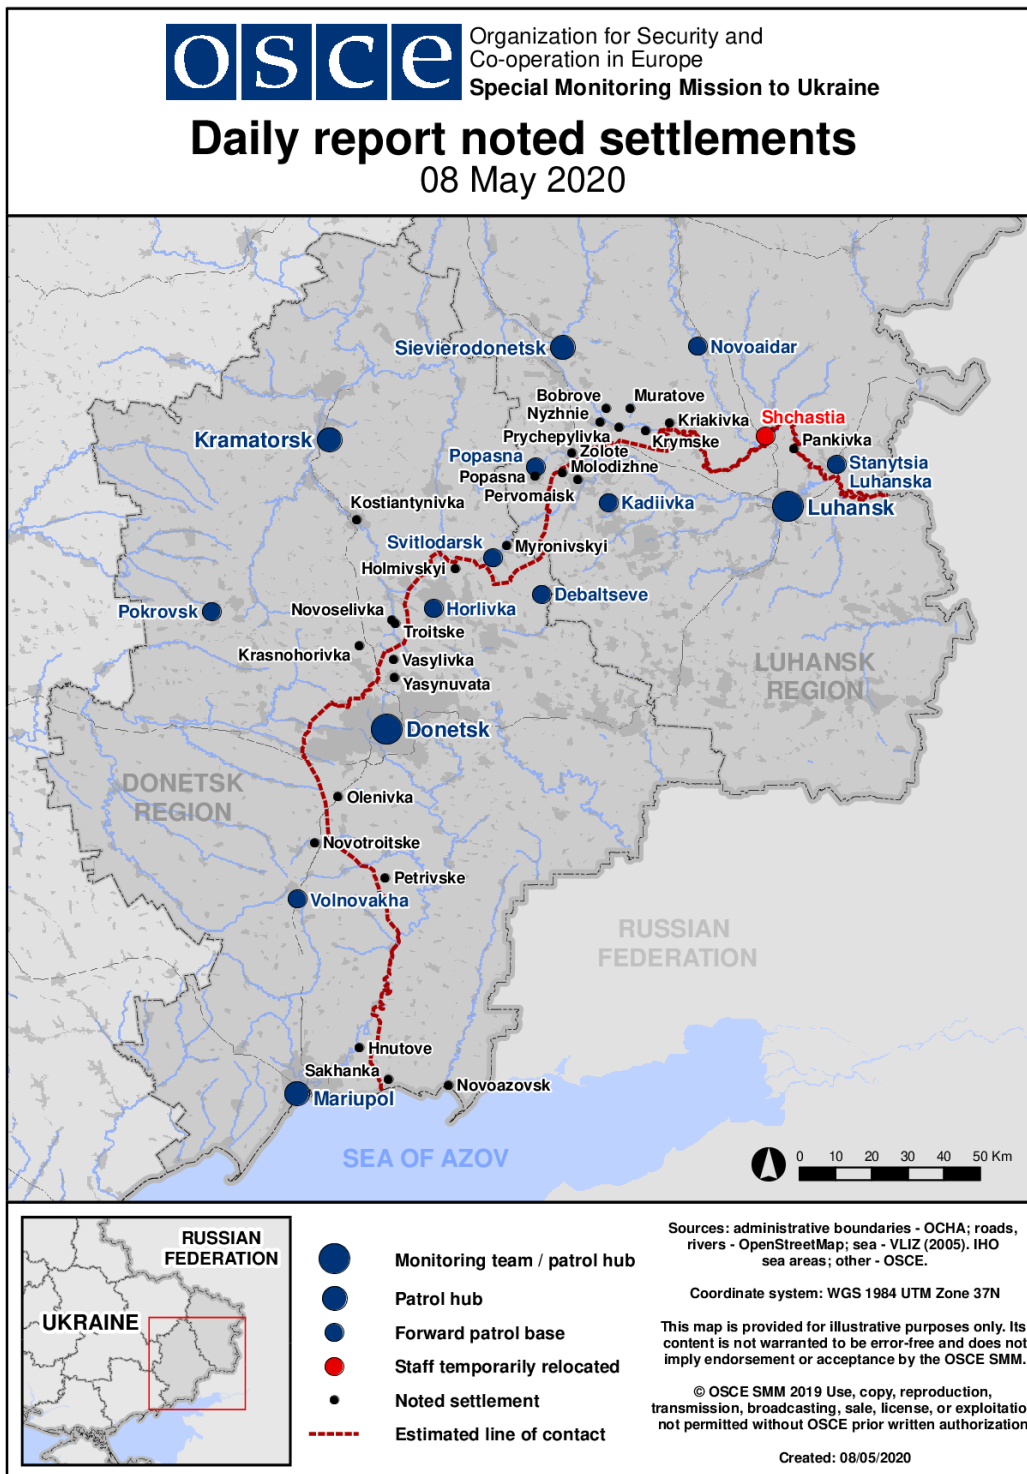 osce
Organization for Security and
Co-operation in Europe
Special Monitoring Mission to Ukraine
Daily report noted settlements
08 May 2020
Sievierodonetsk
Novoaidar
Bobrove
Muratove
Nyzhnie
Kriakivka
Shchastia
Kramatorsk
Prychepylivka
Krymske
Pankivka
Zolote
Popasna
Molodizhne
Stanytsia
Luhanska
Popasna
Pervomaisk
Kadiivka
Luhansk
Kostiantynivka
Svitlodarsk
Myronivskyi
Holmivskyi
Debaltseve
Pokrovsk
Novoselivka
Horlivka
Troitske
Krasnohorivka
Vasylivka
Yasynuvata
LUHANSK
REGION
Donetsk
DONETSK
REGION
Olenivka
Novotroitske
Petrivske
Volnovakha
RUSSIAN
FEDERATION
Hnutove
Sakhanka
Novoazovsk
Mariupol
SEA OF AZOV
0 10 20 30 40 50 Km
RUSSIAN
FEDERATION
UKRAINE
Monitoring team / patrol hub
Patrol hub
Forward patrol base
Staff temporarily relocated
Noted settlement
Estimated line of contact
Sources: administrative boundaries - OCHA; roads,
rivers - OpenStreetMap; sea - VLIZ (2005). IHO
sea areas; other - OSCE.
Coordinate system: WGS 1984 UTM Zone 37N
This map is provided for illustrative purposes only. Its
content is not warranted to be error-free and does not
imply endorsement or acceptance by the OSCE SMM.
© OSCE SMM 2019 Use, copy, reproduction,
transmission, broadcasting, sale, license, or exploitatio
not permitted without OSCE prior written authorization
Created: 08/05/2020